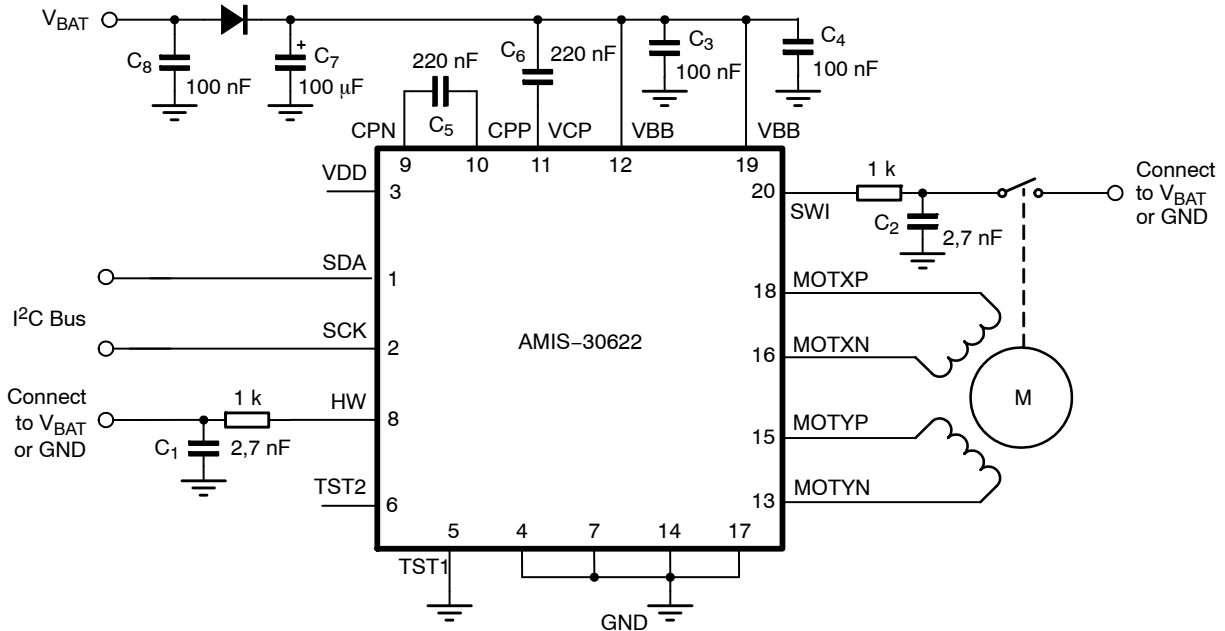 VBAT
C8
100 nF
+
C7
100 μF
220 nF
C5
C6
220 nF
C3
100 nF
C4
100 nF
CPN
CPP
VCP
VBB
VBB
9
10
11
12
19
VDD
3
SDA
1
I2C Bus
SCK
2
Connect
to VBAT
or GND
1 k
HW
8
C1
2,7 nF
TST2
6
AMIS-30622
20
SWI
1 k
C2
2,7 nF
Connect
to VBAT
or GND
18
MOTXP
16
MOTXN
M
15
MOTYP
13
MOTYN
5
4
7
14
17
TST1
GND